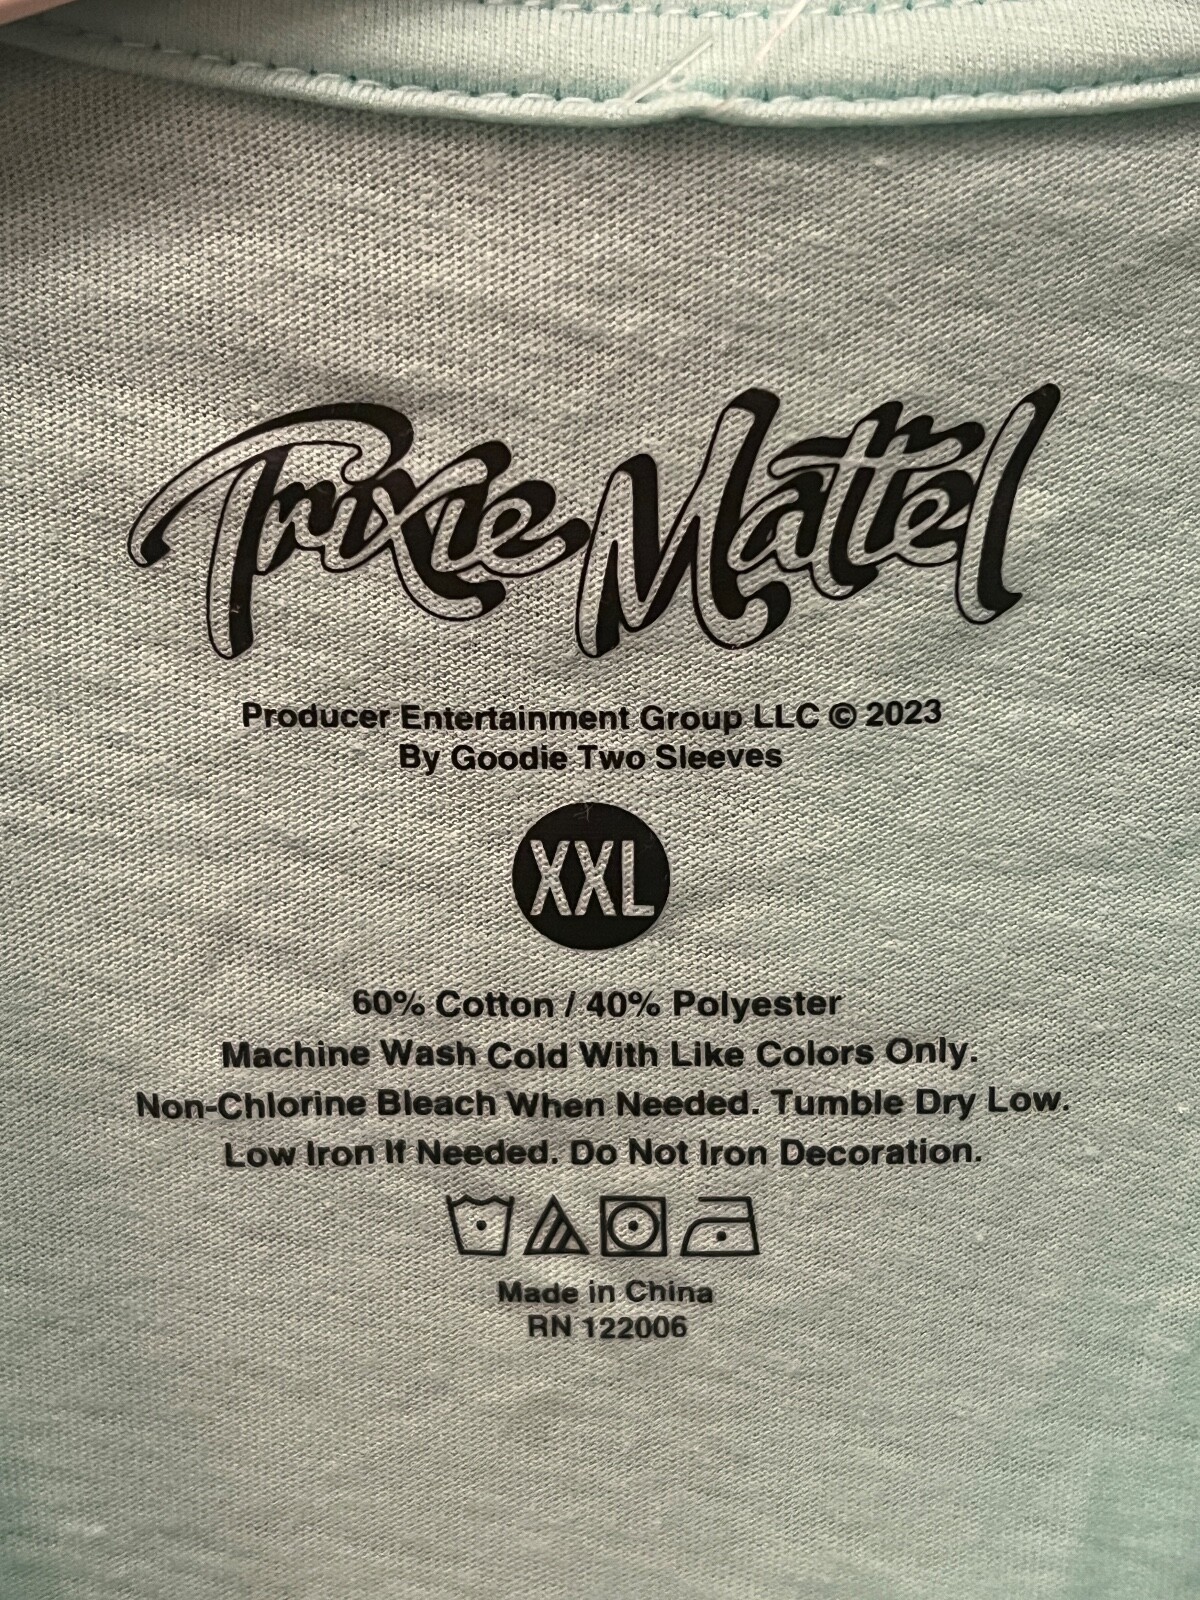 Trixie Mattel
Producer Entertainment Group LLC © 2023
By Goodie Two Sleeves
XXL
60% Cotton / 40% Polyester
Machine Wash Cold With Like Colors Only.
Non-Chlorine Bleach When Needed. Tumble Dry Low.
Low Iron If Needed. Do Not Iron Decoration.
Made in China
RN 122006